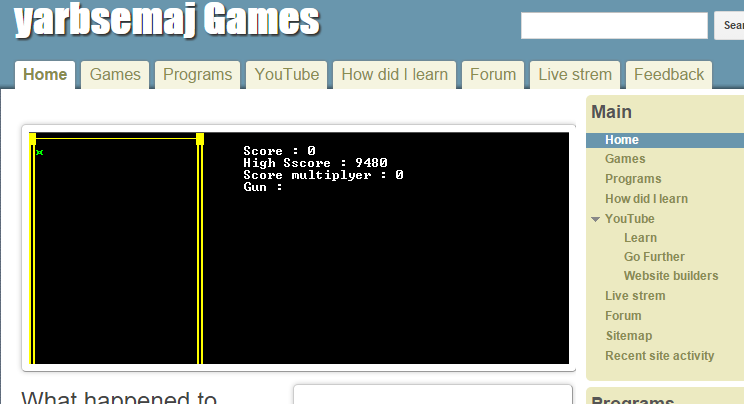 yarbsemaj Games
Sear
Home
Games
Programs
YouTube
How did I learn
Forum
Live strem
Feedback
Score : 0
High Sscore : 9480
Score multiplyer : 0
Gun :
Main
Home
Games
Programs
How did I learn
YouTube
Learn
Go Further
Website builders
Live strem
Forum
Sitemap
Recent site activity
What happened to
Programs